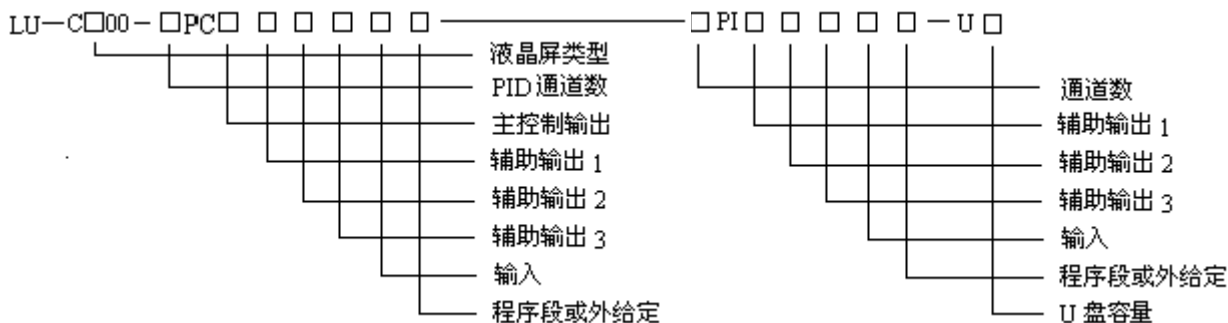 LU—C□00-□PC□ □ □ □ □ □ □PI□ □ □ □ □ —U □
液晶屏类型
PID通道数
主控制输出
辅助输出1
辅助输出2
辅助输出3
输入
程序段或外给定
通道数
辅助输出1
辅助输出2
辅助输出3
输入
程序段或外给定
U盘容量